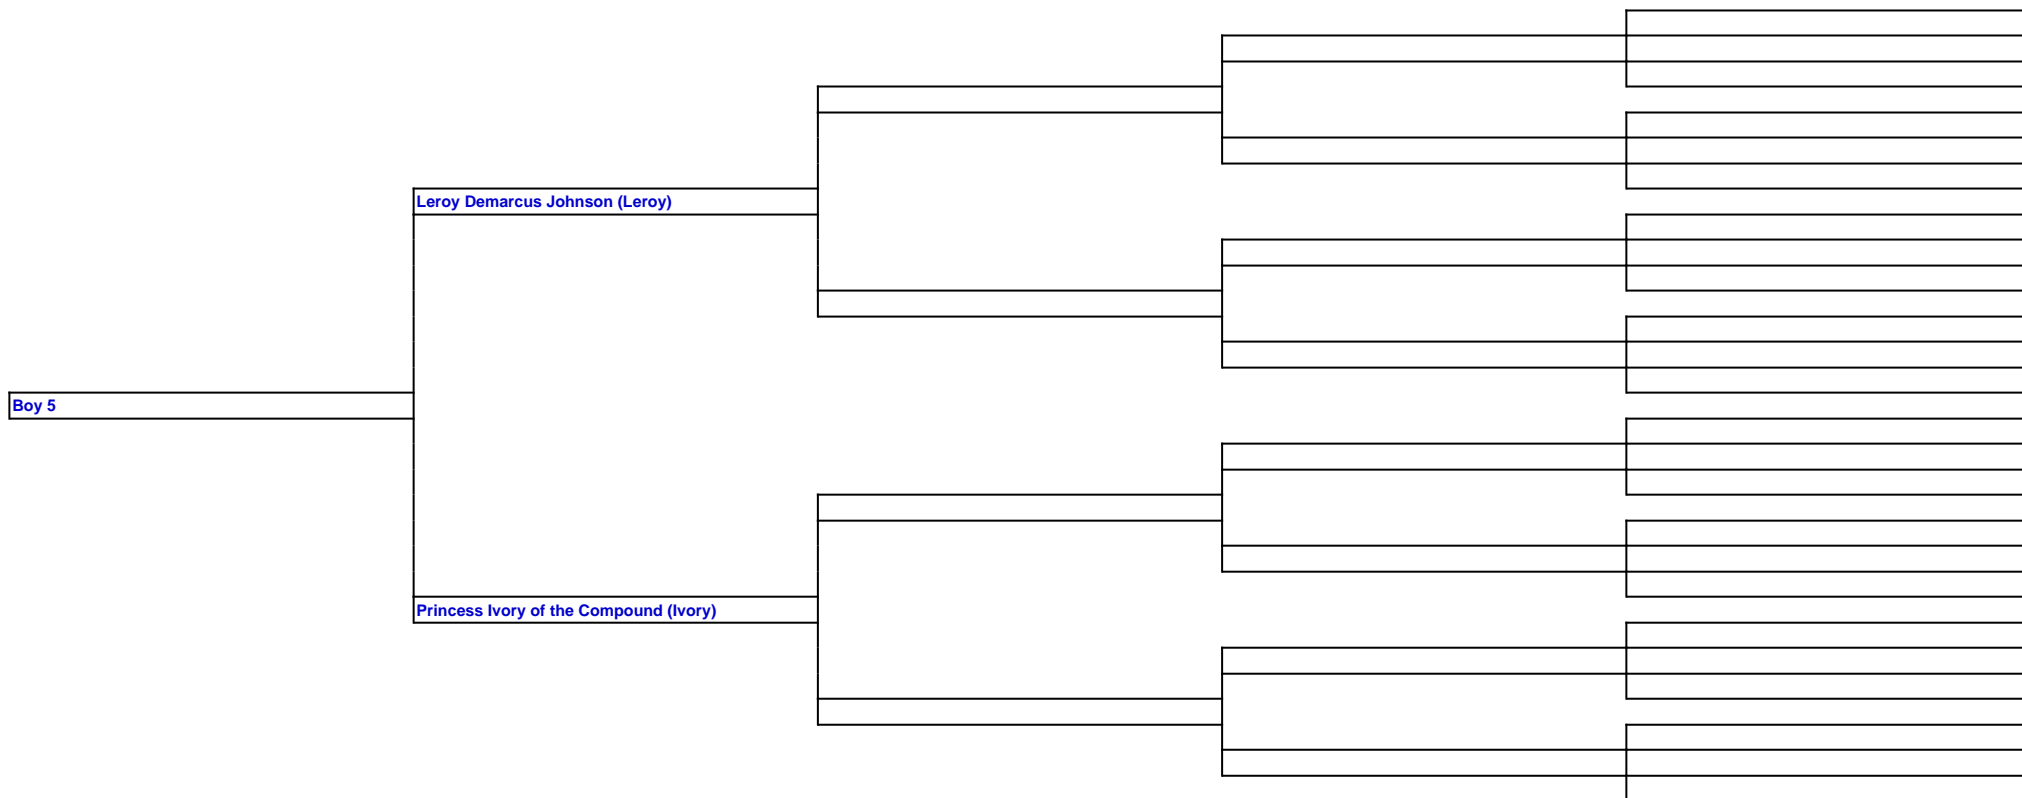 Leroy Demarcus Johnson (Leroy)
Boy 5
Princess Ivory of the Compound (Ivory)